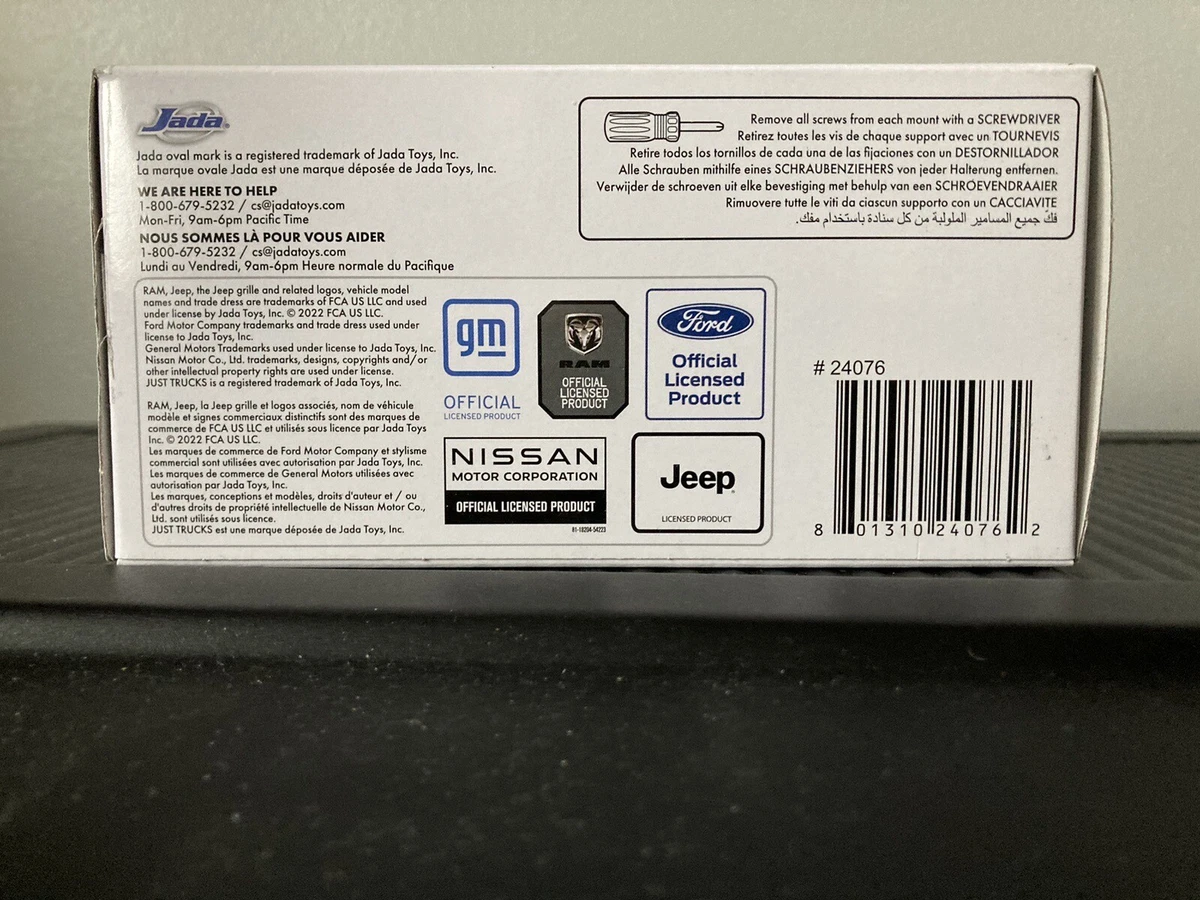 Jada
Jada oval mark is a registered trademark of Jada Toys, Inc.
La marque ovale Jada est une marque déposée de Jada Toys, Inc.
WE ARE HERE TO HELP
1-800-679-5232 / cs@jadatoys.com
Mon-Fri, 9am-6pm Pacific Time
NOUS SOMMES LÀ POUR VOUS AIDER
1-800-679-5232 / cs@jadatoys.com
Lundi au Vendredi, 9am-6pm Heure normale du Pacifique
Remove all screws from each mount with a SCREWDRIVER
Retirez toutes les vis de chaque support avec un TOURNEVIS
Retire todos los tornillos de cada una de las fijaciones con un DESTORNILLADOR
Alle Schrauben mithilfe eines SCHRAUBENZIEHERS von jeder Halterung entfernen.
Verwijder de schroeven uit elke bevestiging met behulp van een SCHROEVENDRAAIER
Rimuovere tutte le viti da ciascun supporto con un CACCIAVITE
فكّ جميع المسامير الملولبة من كل سنادة باستخدام مفك.
RAM, Jeep, the Jeep grille and related logos, vehicle model
names and trade dress are trademarks of FCA US LLC and used
under license by Jada Toys, Inc. © 2022 FCA US LLC.
Ford Motor Company trademarks and trade dress used under
license to Jada Toys, Inc.
General Motors Trademarks used under license to Jada Toys, Inc.
Nissan Motor Co., Ltd. trademarks, designs, copyrights and/or
other intellectual property rights are used under license.
JUST TRUCKS is a registered trademark of Jada Toys, Inc.
RAM, Jeep, la Jeep grille et logos associés, nom de véhicule
modèle et signes commerciaux distinctifs sont des marques de
commerce de FCA US LLC et utilisés sous licence par Jada Toys
Inc. © 2022 FCA US LLC.
Les marques de commerce de Ford Motor Company et stylisme
commercial sont utilisées avec autorisation par Jada Toys, Inc.
Les marques de commerce de General Motors utilisées avec
autorisation par Jada Toys, Inc.
Les marques, conceptions et modèles, droits d'auteur et / ou
d'autres droits de propriété intellectuelle de Nissan Motor Co.,
Ltd. sont utilisés sous licence.
JUST TRUCKS est une marque déposée de Jada Toys, Inc.
gm
OFFICIAL
LICENSED PRODUCT
RAM
OFFICIAL
LICENSED
PRODUCT
Ford
Official
Licensed
Product
NISSAN
MOTOR CORPORATION
OFFICIAL LICENSED PRODUCT
01-18204-54223
Jeep
LICENSED PRODUCT
# 24076
8 01310 24076 2